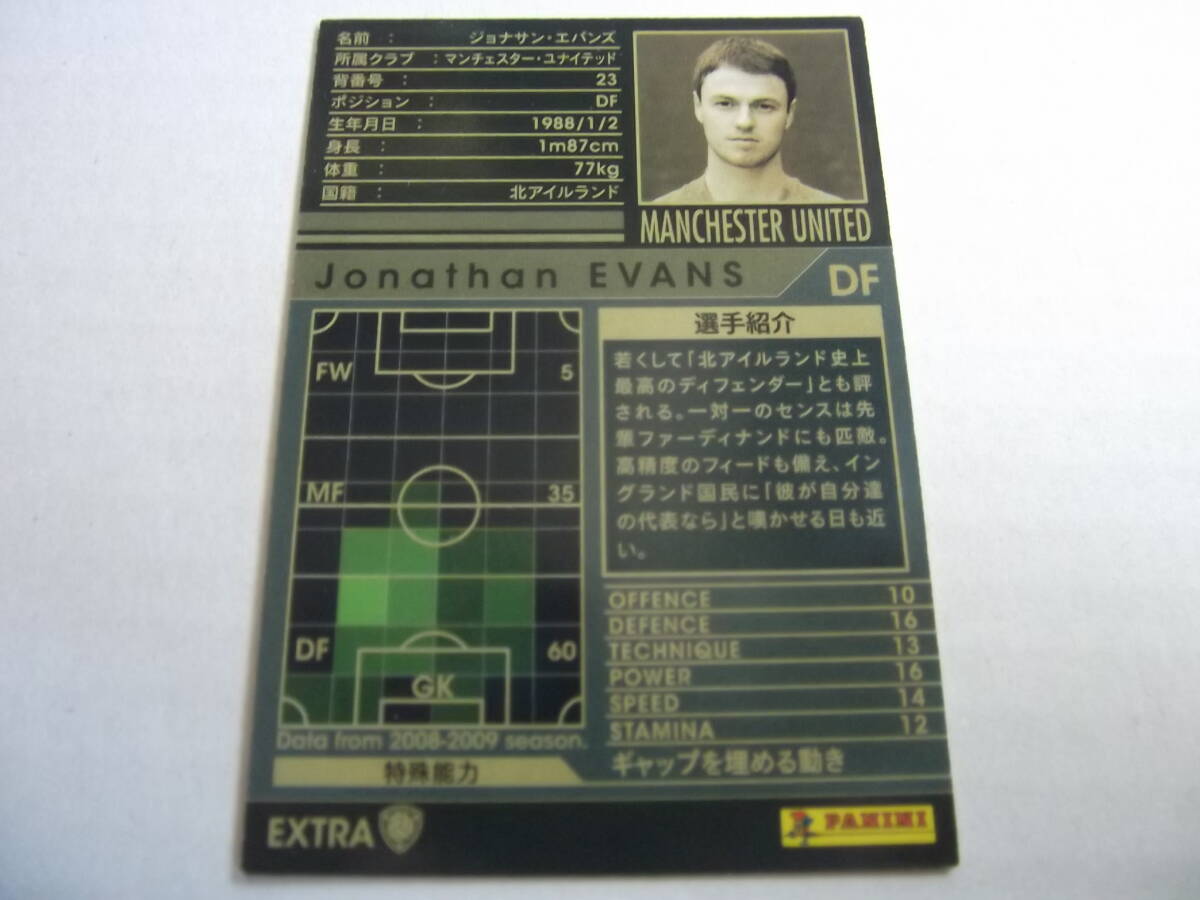 名前 : ジョナサン・エバンズ
所属クラブ : マンチェスター・ユナイテッド
背番号 : 23
ポジション : DF
生年月日 : 1988/1/2
身長 : 1m87cm
体重 : 77kg
国籍 : 北アイルランド
MANCHESTER UNITED
Jonathan EVANS
DF
FW 5
MF 35
DF 60
GK
Data from 2008-2009 season.
選手紹介
若くして「北アイルランド史上
最高のディフェンダー」とも評
される。一対一のセンスは先
輩ファーディナンドにも匹敵。
高精度のフィードも備え、イン
グランド国民に「彼が自分達
の代表なら」と嘆かせる日も近
い。
OFFENCE 10
DEFENCE 16
TECHNIQUE 13
POWER 16
SPEED 14
STAMINA 12
特殊能力
ギャップを埋める動き
EXTRA
PANINI